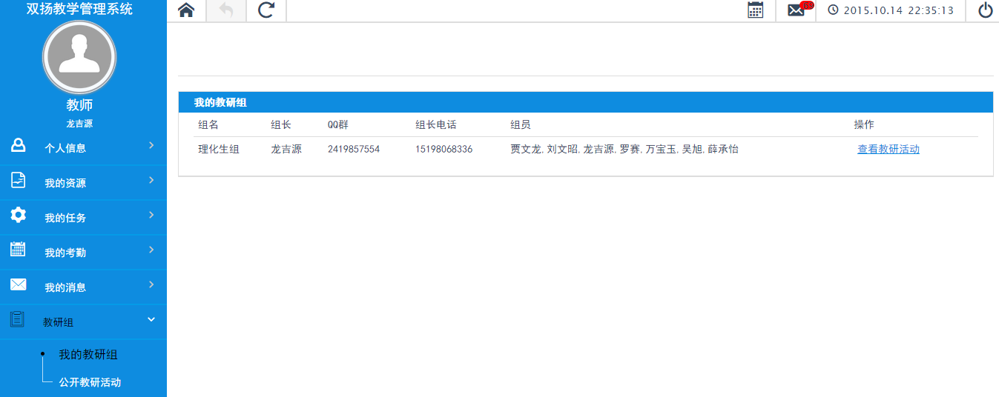 双扬教学管理系统
2015.10.14 22:35:13
教师
龙吉源
个人信息
我的资源
我的任务
我的考勤
我的消息
教研组
我的教研组
公开教研活动
我的教研组
组名 组长 QQ群 组长电话 组员 操作
理化生组 龙吉源 2419857554 15198068336 贾文龙, 刘文昭, 龙吉源, 罗赛, 万宝玉, 吴旭, 薛承怡 查看教研活动